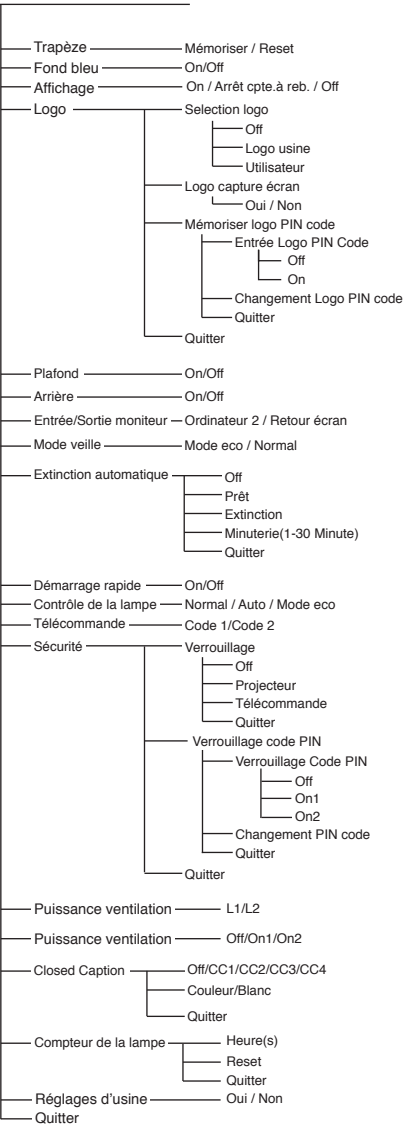 Trapèze Mémoriser / Reset
Fond bleu On/Off
Affichage On / Arrêt cpte.à reb. / Off
Logo Selection logo
Off
Logo usine
Utilisateur
Logo capture écran
Oui / Non
Mémoriser logo PIN code
Entrée Logo PIN Code
Off
On
Changement Logo PIN code
Quitter
Quitter
Plafond On/Off
Arrière On/Off
Entrée/Sortie moniteur Ordinateur 2 / Retour écran
Mode veille Mode eco / Normal
Extinction automatique Off
Prêt
Extinction
Minuterie(1-30 Minute)
Quitter
Démarrage rapide On/Off
Contrôle de la lampe Normal / Auto / Mode eco
Télécommande Code 1/Code 2
Sécurité Verrouillage
Off
Projecteur
Télécommande
Quitter
Verrouillage code PIN
Verrouillage Code PIN
Off
On1
On2
Changement PIN code
Quitter
Quitter
Puissance ventilation L1/L2
Puissance ventilation Off/On1/On2
Closed Caption Off/CC1/CC2/CC3/CC4
Couleur/Blanc
Quitter
Compteur de la lampe Heure(s)
Reset
Quitter
Réglages d'usine Oui / Non
Quitter